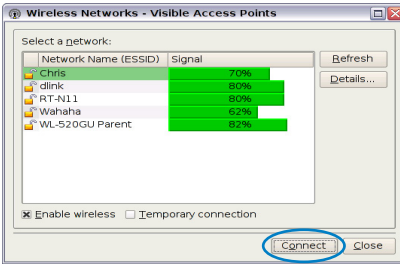 Wireless Networks - Visible Access Points
Select a network:
Network Name (ESSID) Signal
Refresh
Chris 70%
Details...
dlink 80%
RT-N11 80%
Wahaha 62%
WL-520GU Parent 82%
Enable wireless Temporary connection
Connect Close